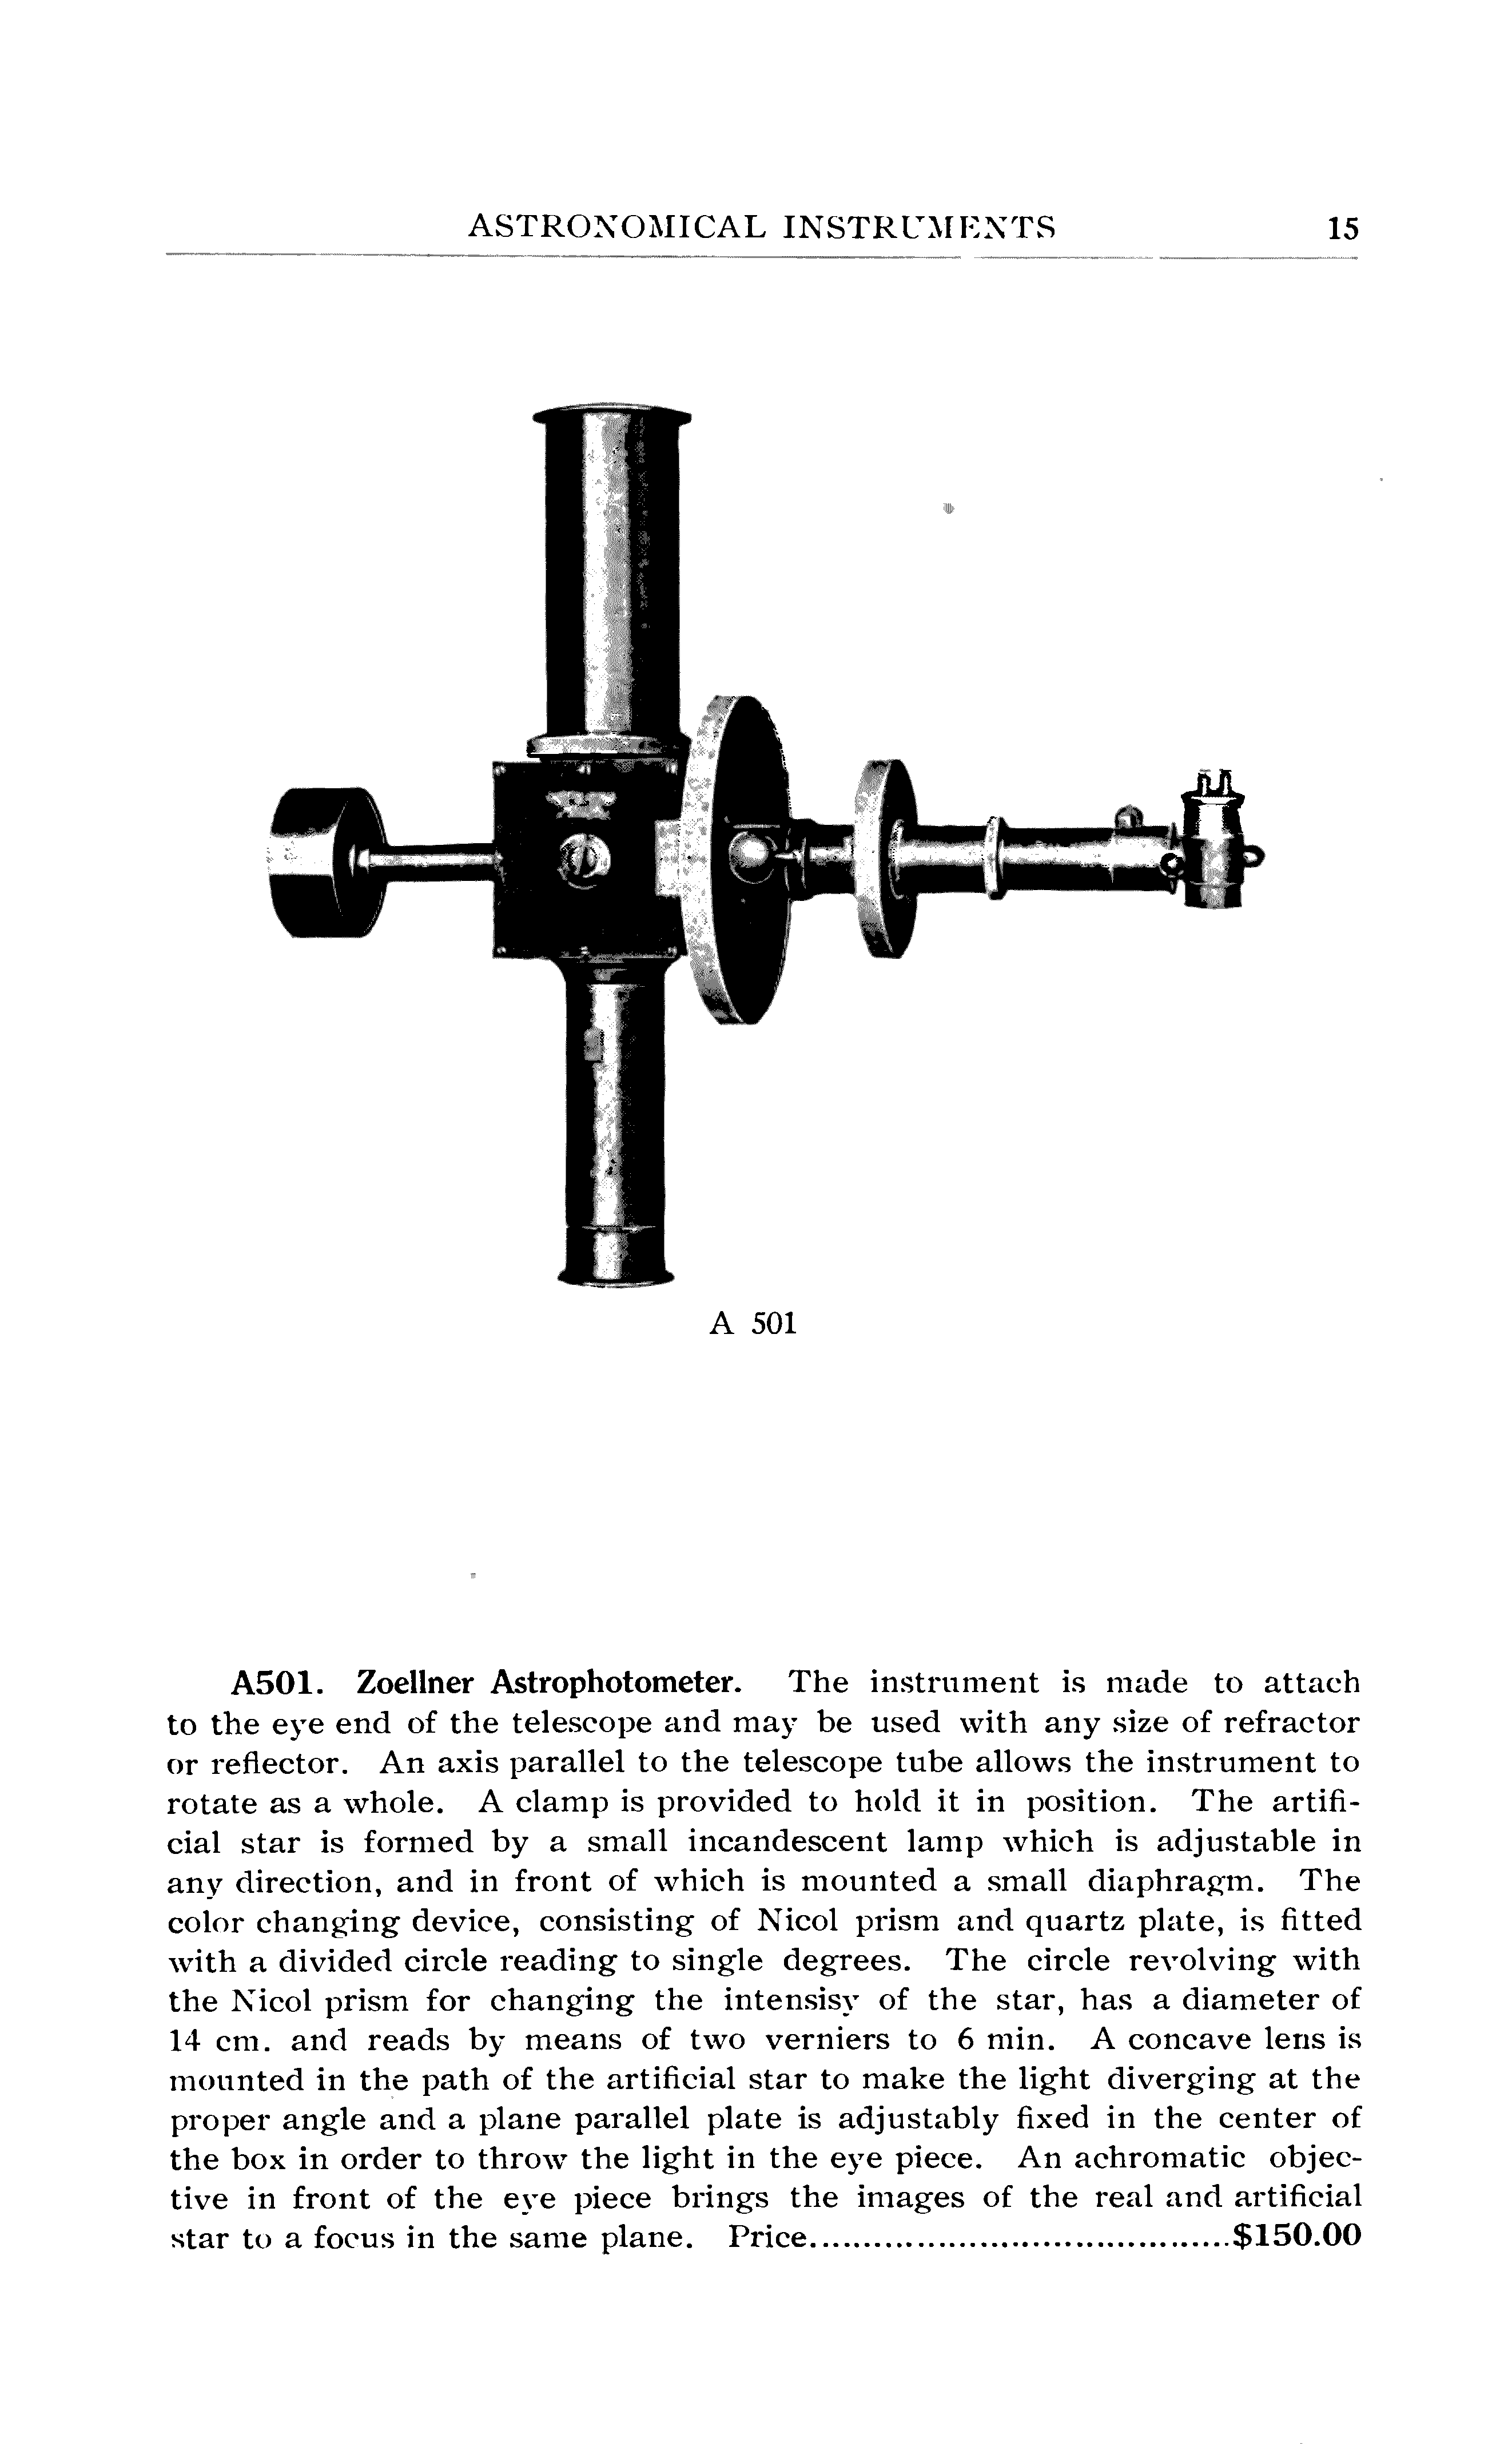 ASTRONOMICAL INSTRUMENTS 15
A 501
A501. Zoellner Astrophotometer. The instrument is made to attach
to the eye end of the telescope and may be used with any size of refractor
or reflector. An axis parallel to the telescope tube allows the instrument to
rotate as a whole. A clamp is provided to hold it in position. The artifi-
cial star is formed by a small incandescent lamp which is adjustable in
any direction, and in front of which is mounted a small diaphragm. The
color changing device, consisting of Nicol prism and quartz plate, is fitted
with a divided circle reading to single degrees. The circle revolving with
the Nicol prism for changing the intensisy of the star, has a diameter of
14 cm. and reads by means of two verniers to 6 min. A concave lens is
mounted in the path of the artificial star to make the light diverging at the
proper angle and a plane parallel plate is adjustably fixed in the center of
the box in order to throw the light in the eye piece. An achromatic objec-
tive in front of the eye piece brings the images of the real and artificial
star to a focus in the same plane. Price........................................$150.00